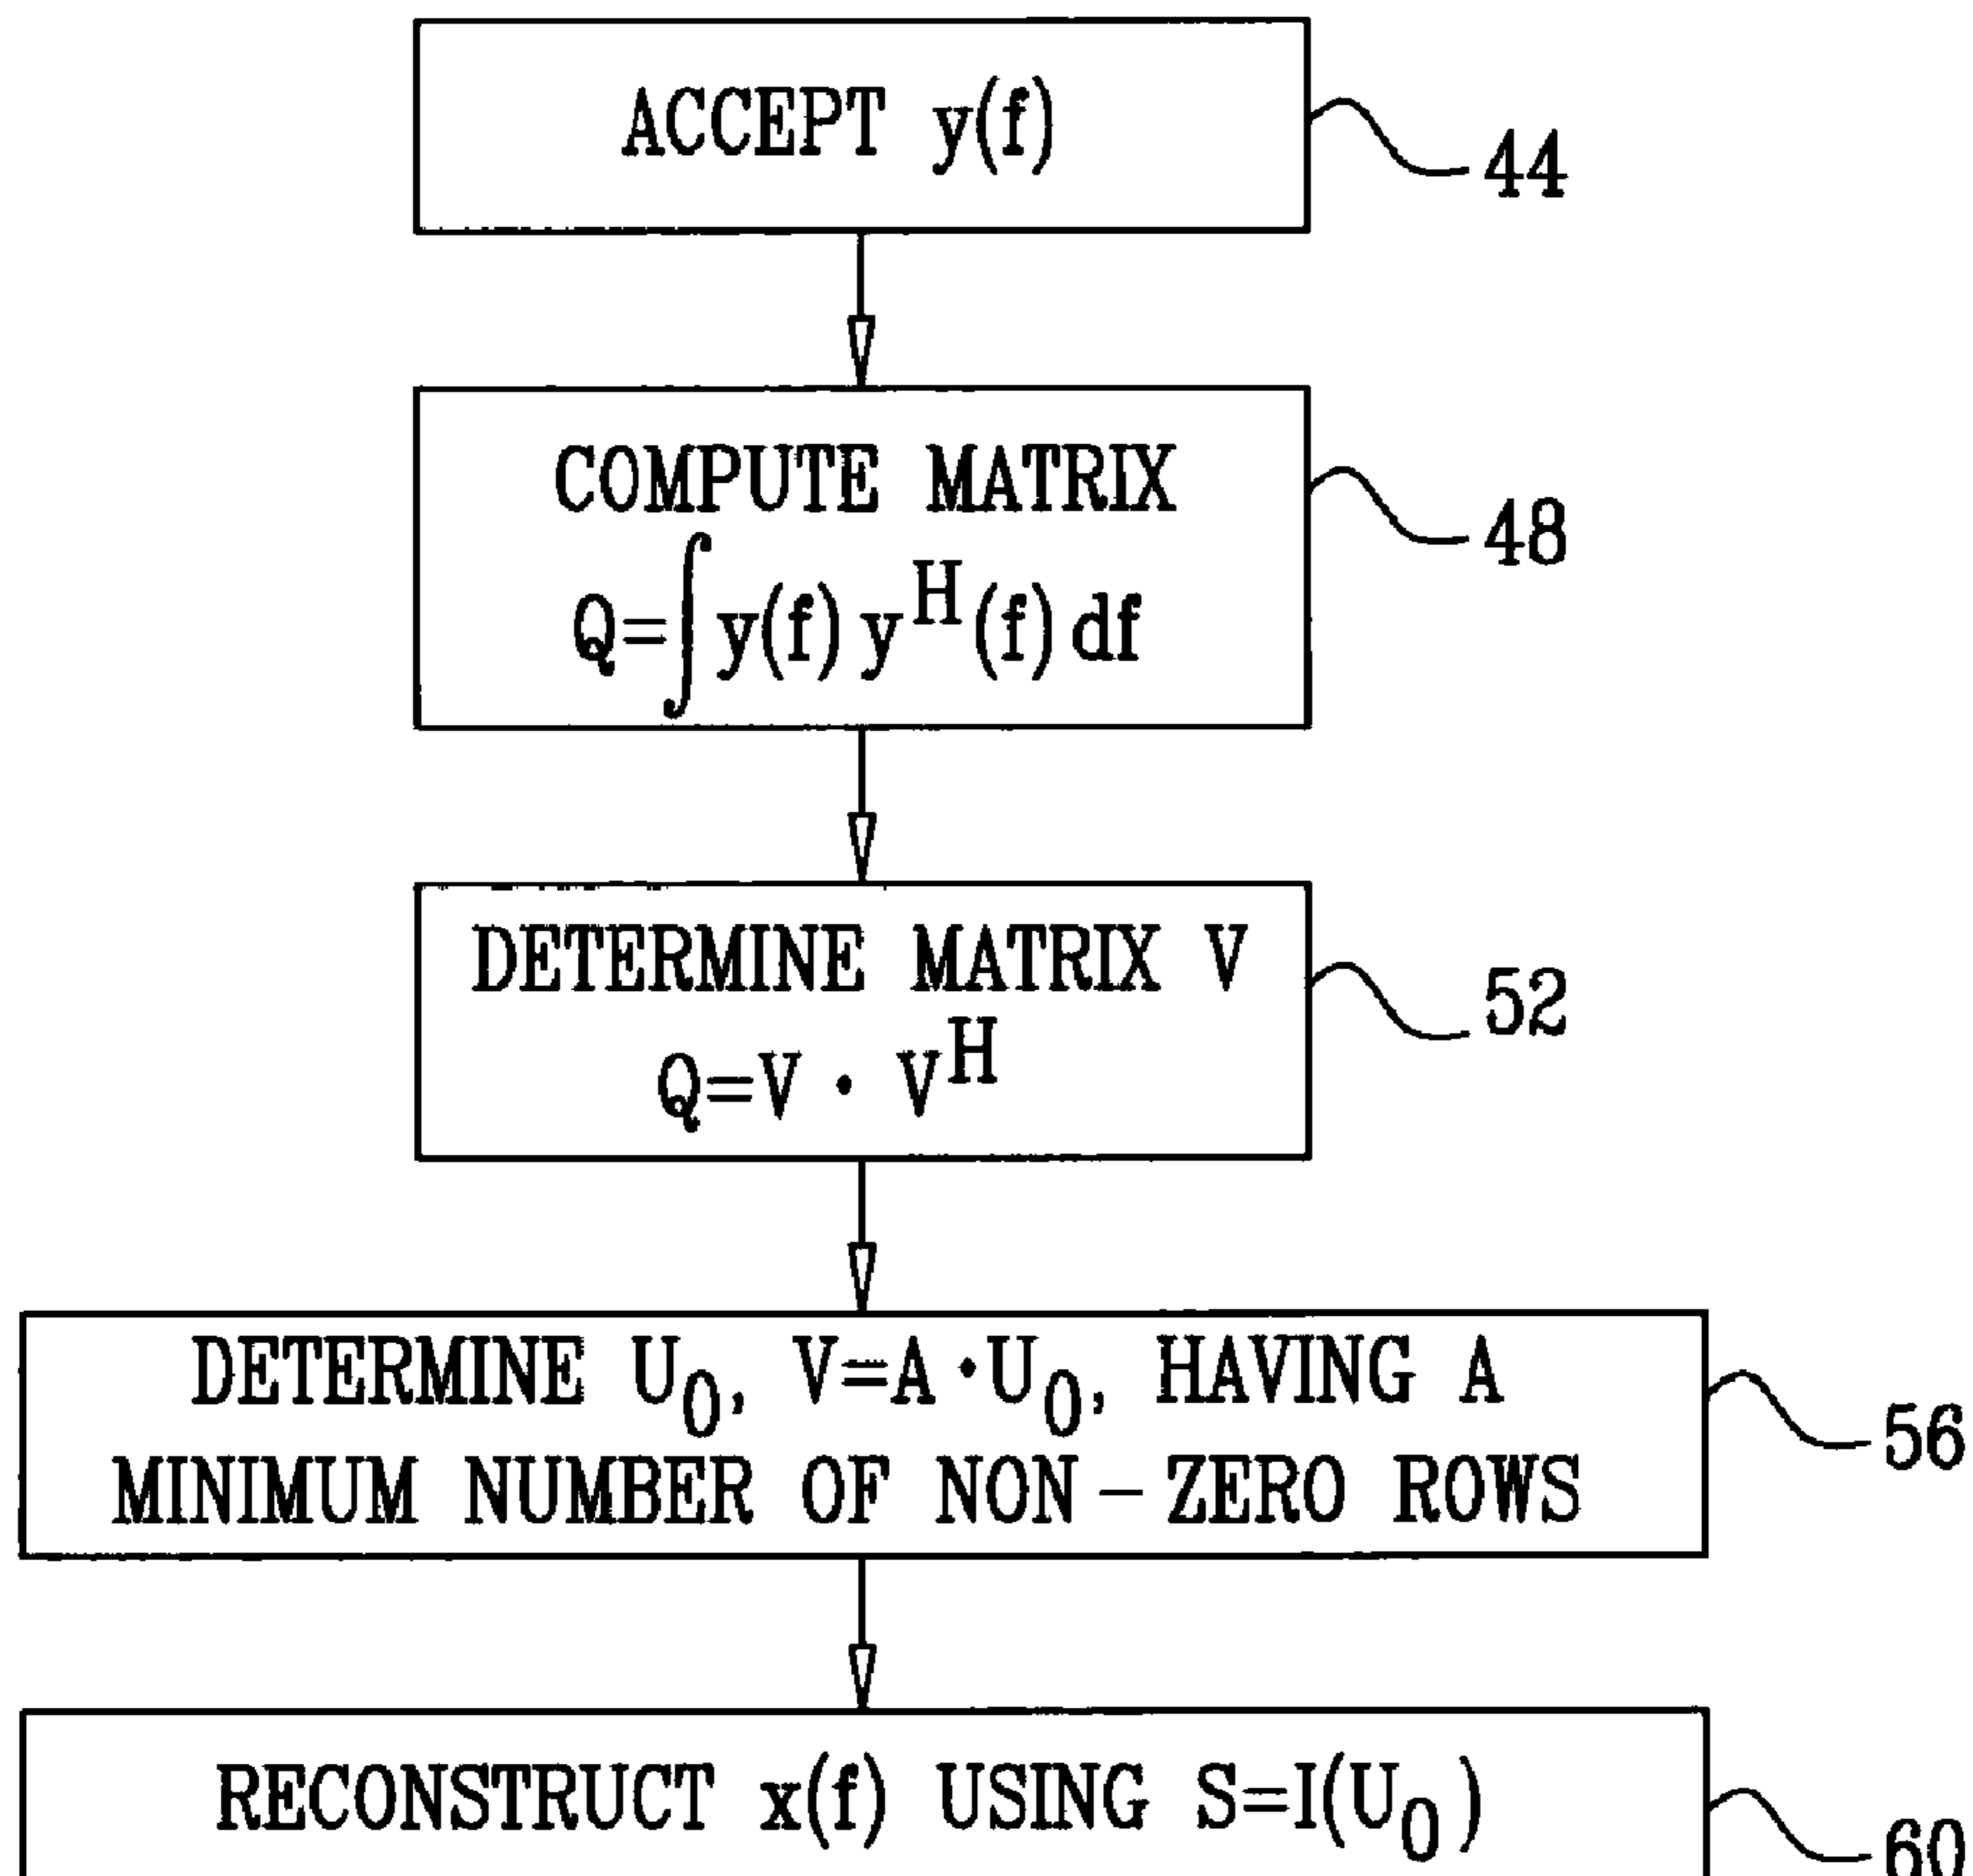 ACCEPT y(f)
44
COMPUTE MATRIX
48
Q=∫y(f) y^H(f) df
DETERMINE MATRIX V
52
Q=V · V^H
DETERMINE U_0, V=A·U_0, HAVING A
56
MINIMUM NUMBER OF NON-ZERO ROWS
RECONSTRUCT x(f) USING S=I(U_0)
60